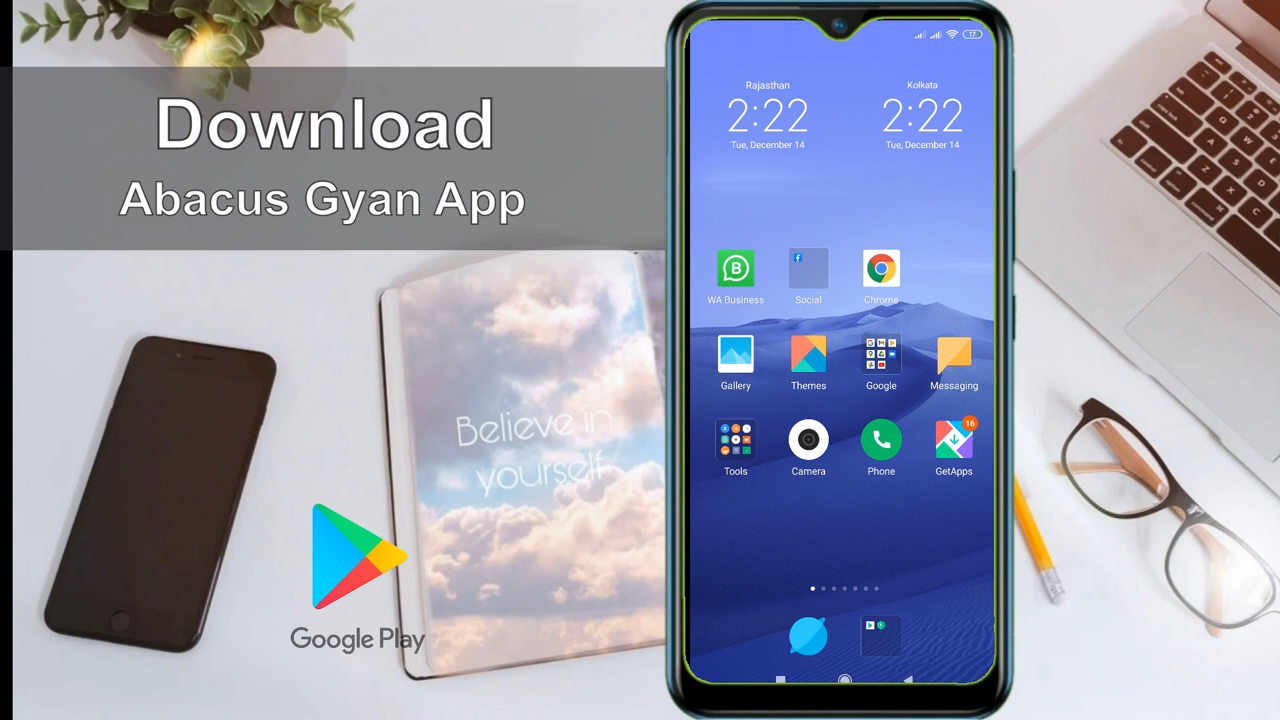 Download
Abacus Gyan App
Believe in
yourself
Google Play
17
Rajasthan
Kolkata
2:22
2:22
Tue, December 14
Tue, December 14
WA Business
Social
Chrome
Gallery
Themes
Google
Messaging
16
Tools
Camera
Phone
GetApps